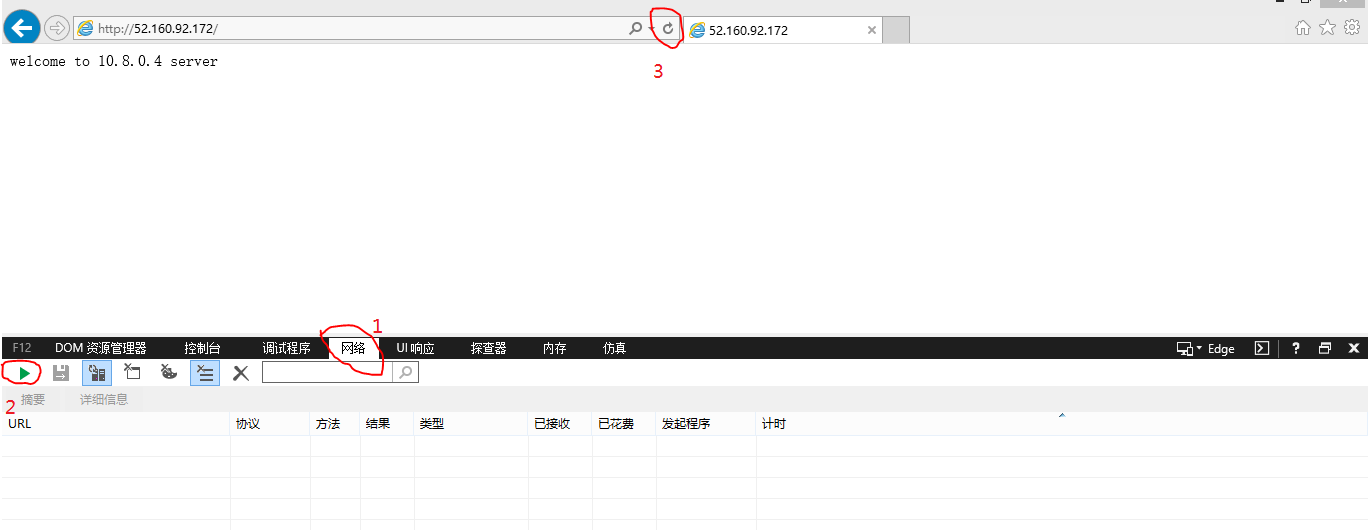 http://52.160.92.172/
52.160.92.172
welcome to 10.8.0.4 server
3
1
F12 DOM 资源管理器 控制台 调试程序 网络 UI 响应 探查器 内存 仿真 Edge ?
2
摘要 详细信息
URL 协议 方法 结果 类型 已接收 已花费 发起程序 计时